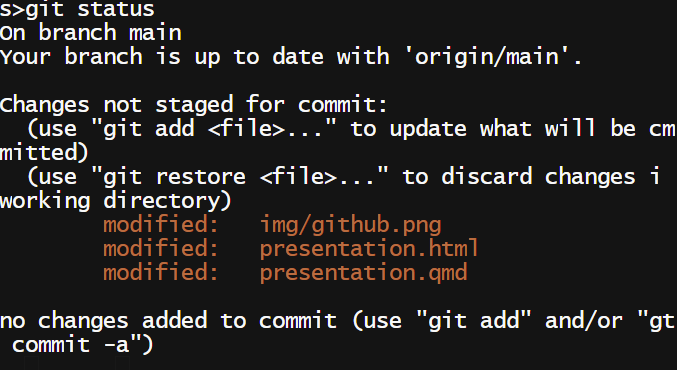 s>git status
On branch main
Your branch is up to date with 'origin/main'.
Changes not staged for commit:
(use "git add <file>..." to update what will be cm
mitted)
(use "git restore <file>..." to discard changes i
working directory)
modified: img/github.png
modified: presentation.html
modified: presentation.qmd
no changes added to commit (use "git add" and/or "gt
commit -a")